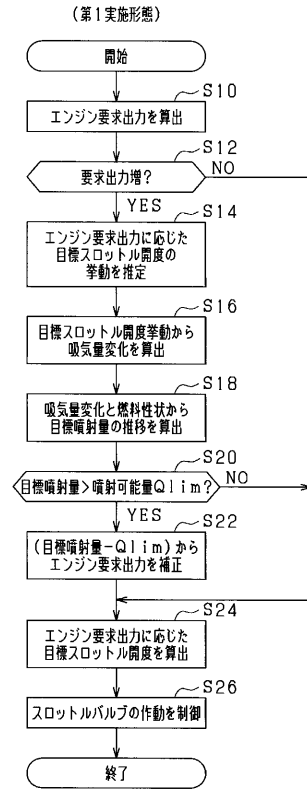 (第1実施形態)
開始
S10
エンジン要求出力を算出
S12
要求出力増?
NO
YES
S14
エンジン要求出力に応じた
目標スロットル開度の
挙動を推定
S16
目標スロットル開度挙動から
吸気量変化を算出
S18
吸気量変化と燃料性状から
目標噴射量の推移を算出
S20
目標噴射量>噴射可能量Qlim?
NO
YES
S22
(目標噴射量-Qlim)から
エンジン要求出力を補正
S24
エンジン要求出力に応じた
目標スロットル開度を算出
S26
スロットルバルブの作動を制御
終了